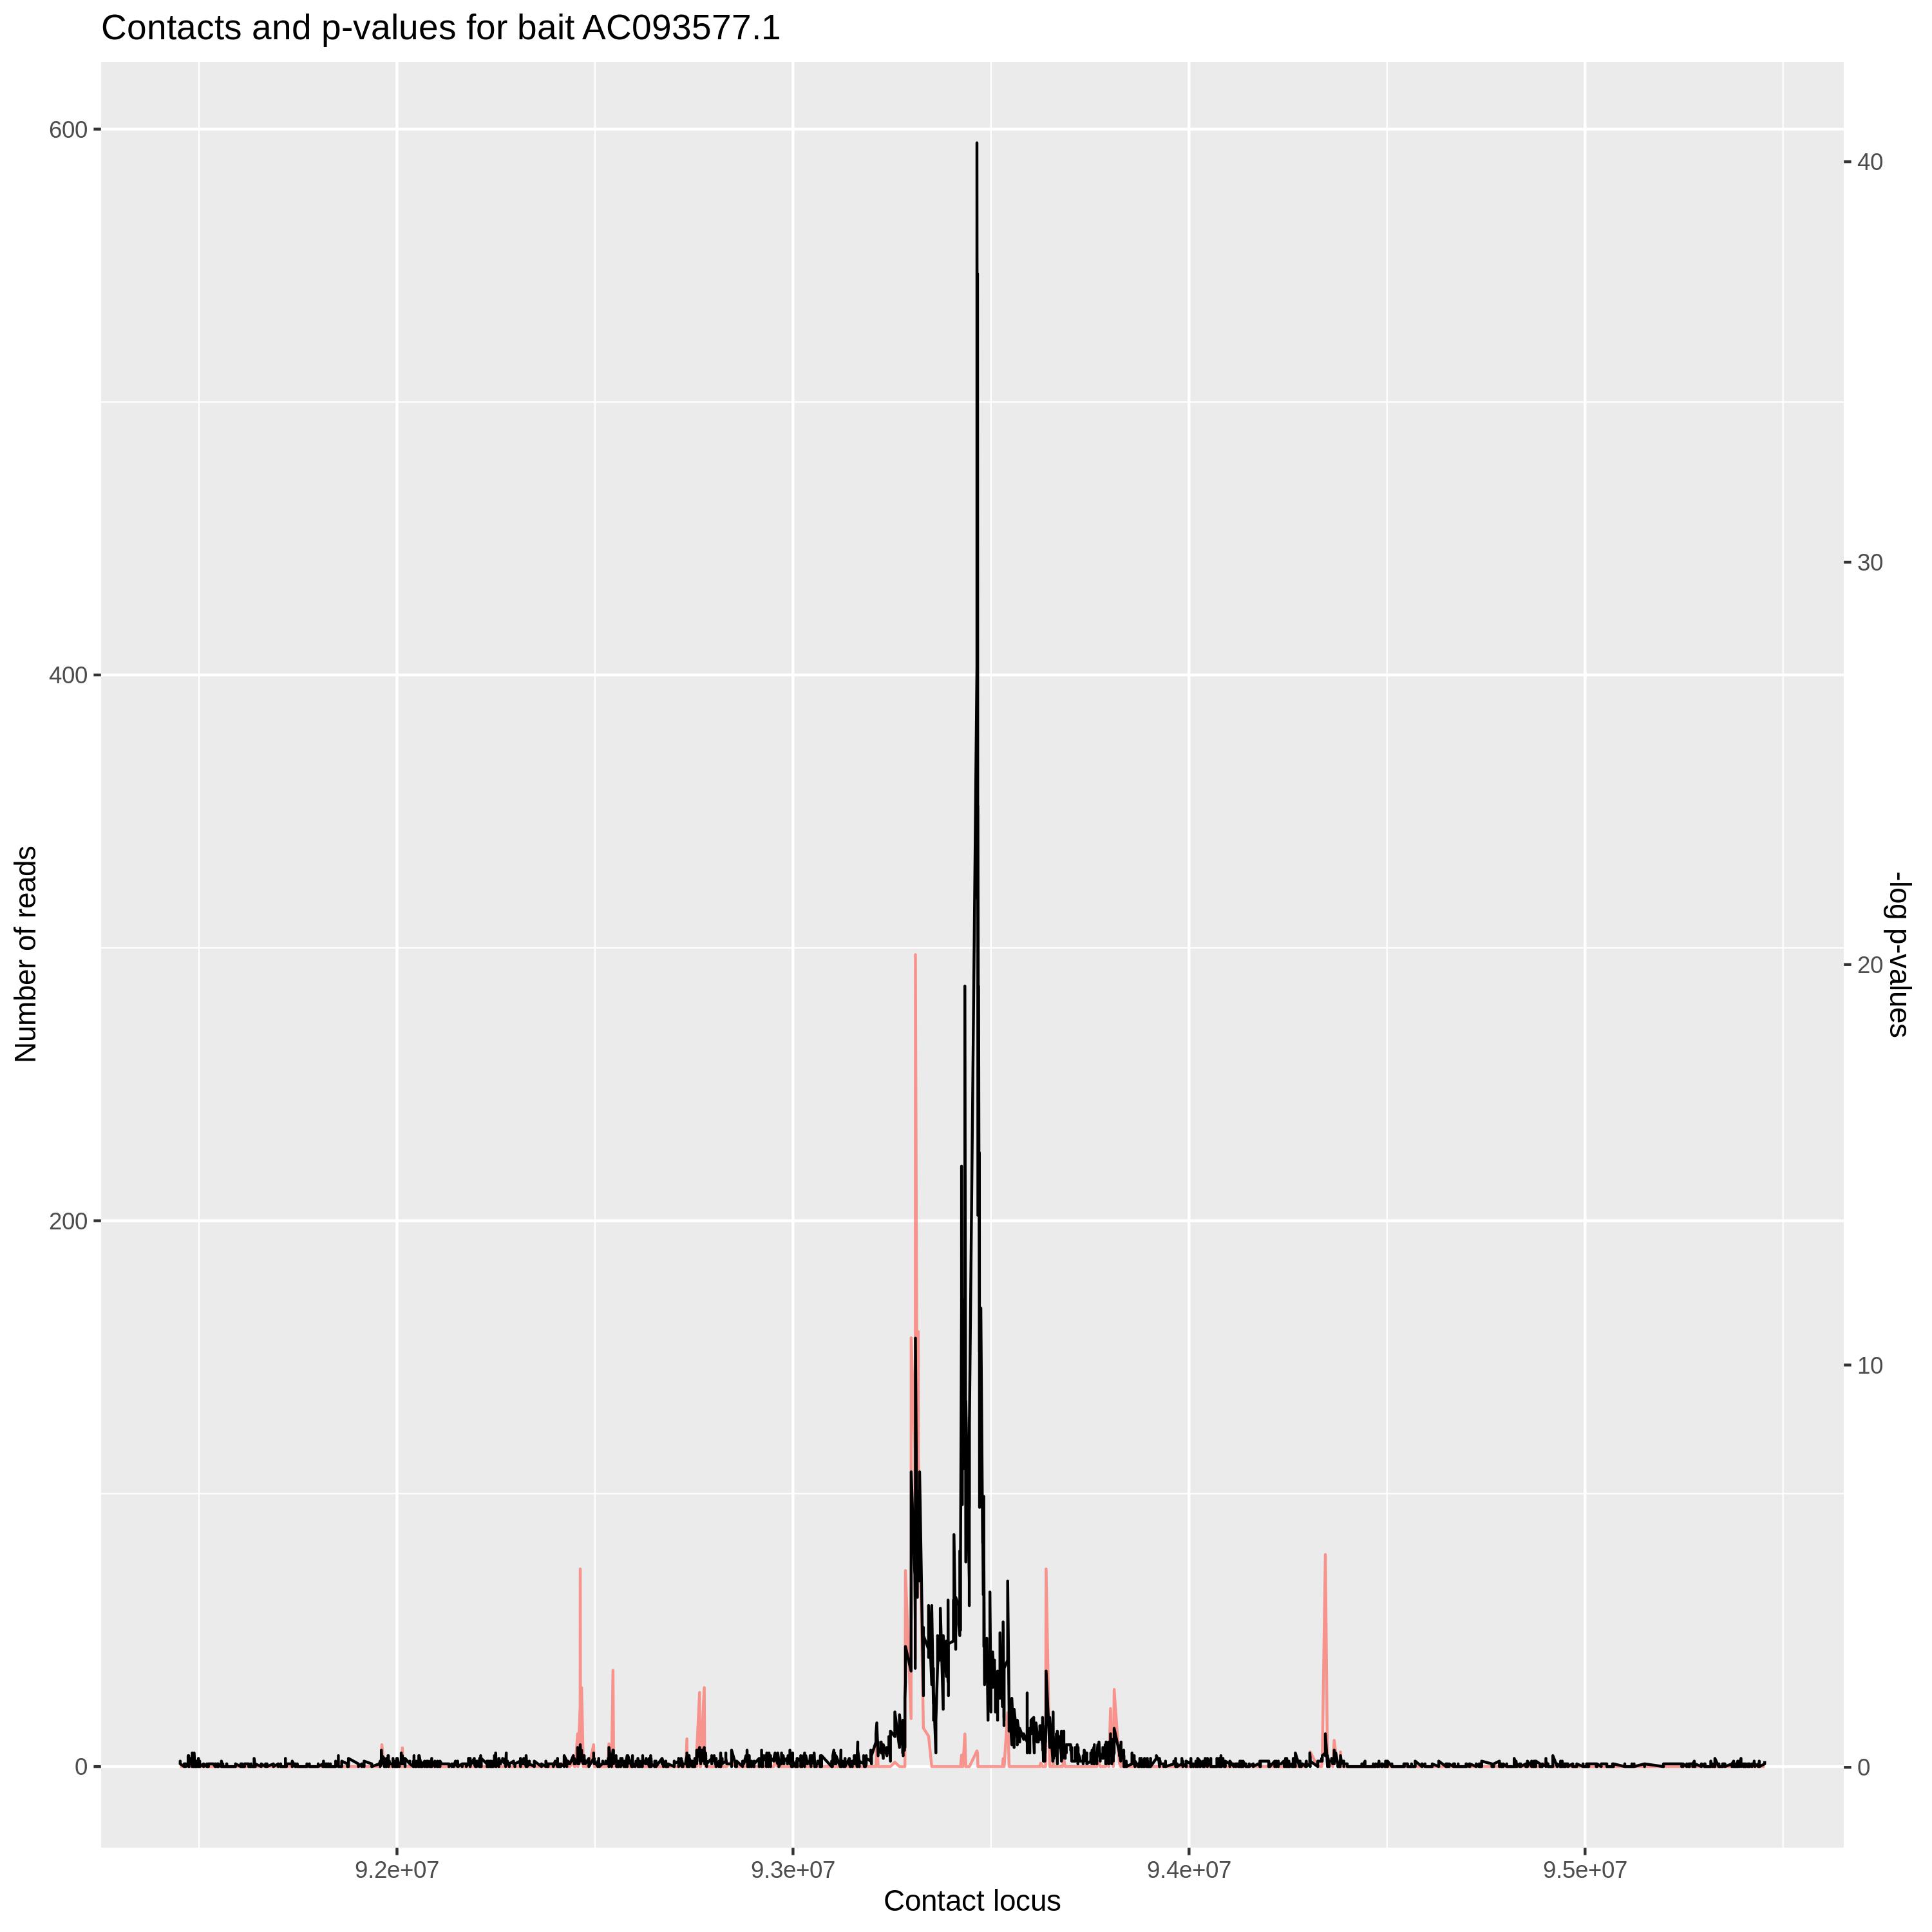 Contacts and p-values for bait AC093577.1
600
400
200
0
Number of reads
40
30
20
10
0
-log p-values
9.2e+07
9.3e+07
9.4e+07
9.5e+07
Contact locus